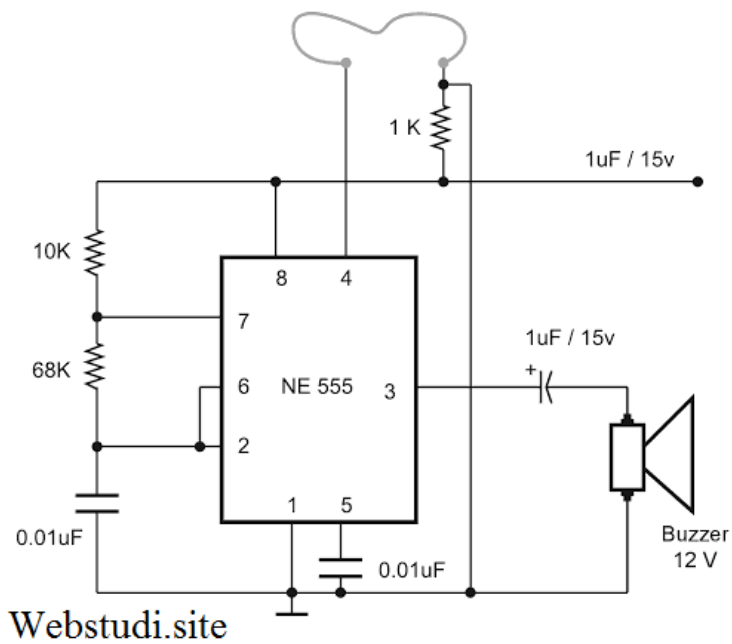 1 K
1uF / 15v
10K
8 4
7
1uF / 15v
68K
6 NE 555 3
+
2
1 5
0.01uF
0.01uF
Buzzer
12 V
Webstudi.site